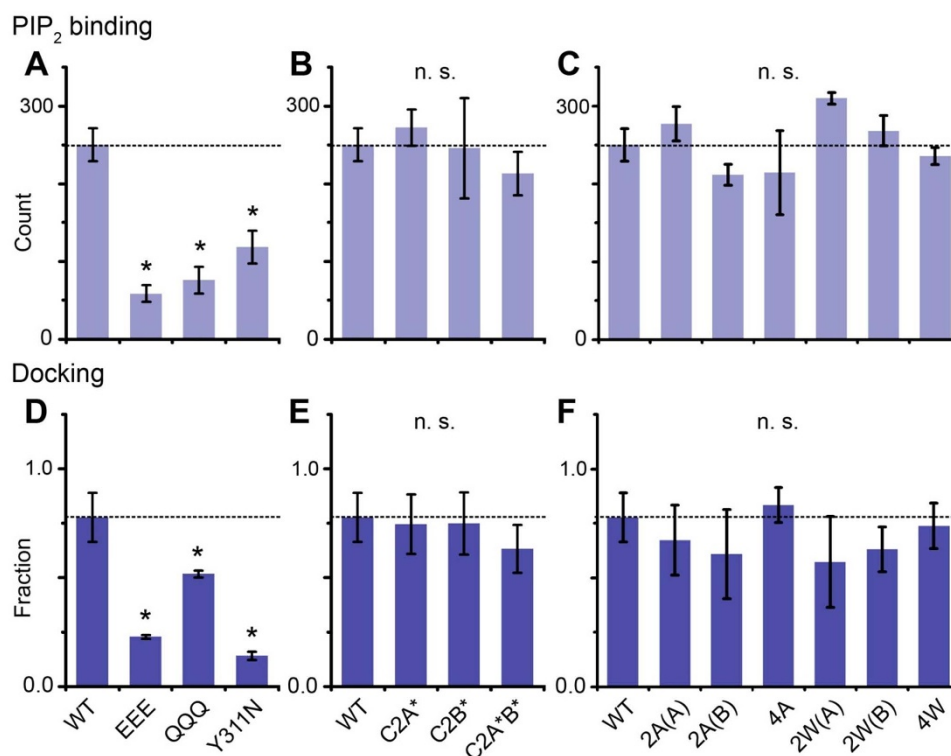 PIP₂ binding
A B C
n. s.
300 300 300
Count
* * *
0 0 0
Docking
D E F
n. s. n. s.
1.0 1.0 1.0
Fraction
* * *
0.0 0.0 0.0
WT EEE QQQ Y311N WT C2A* C2B* C2A*B* WT 2A(A) 2A(B) 4A 2W(A) 2W(B) 4W